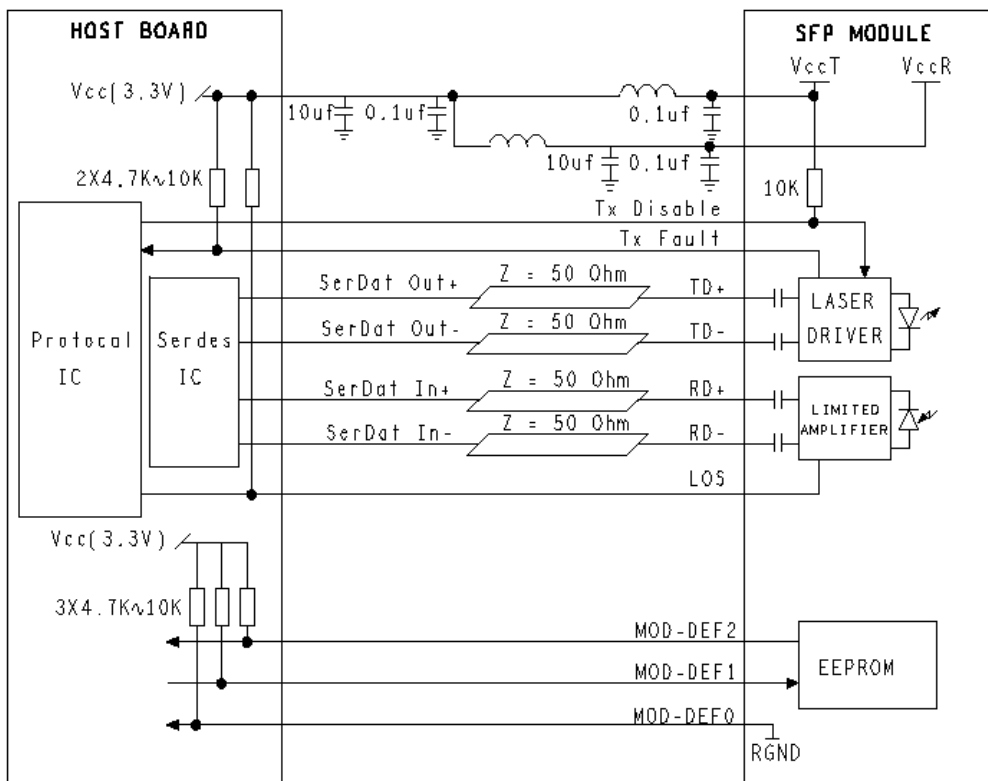 HOST BOARD
SFP MODULE
VccT
VccR
Vcc(3.3V)
10uf
0.1uf
0.1uf
10uf
0.1uf
2X4.7K∿10K
10K
Tx Disable
Tx Fault
Protocal
IC
Serdes
IC
SerDat Out+
Z = 50 Ohm
TD+
SerDat Out-
Z = 50 Ohm
TD-
LASER
DRIVER
SerDat In+
Z = 50 Ohm
RD+
SerDat In-
Z = 50 Ohm
RD-
LIMITED
AMPLIFIER
LOS
Vcc(3.3V)
3X4.7K∿10K
MOD-DEF2
MOD-DEF1
MOD-DEF0
EEPROM
RGND